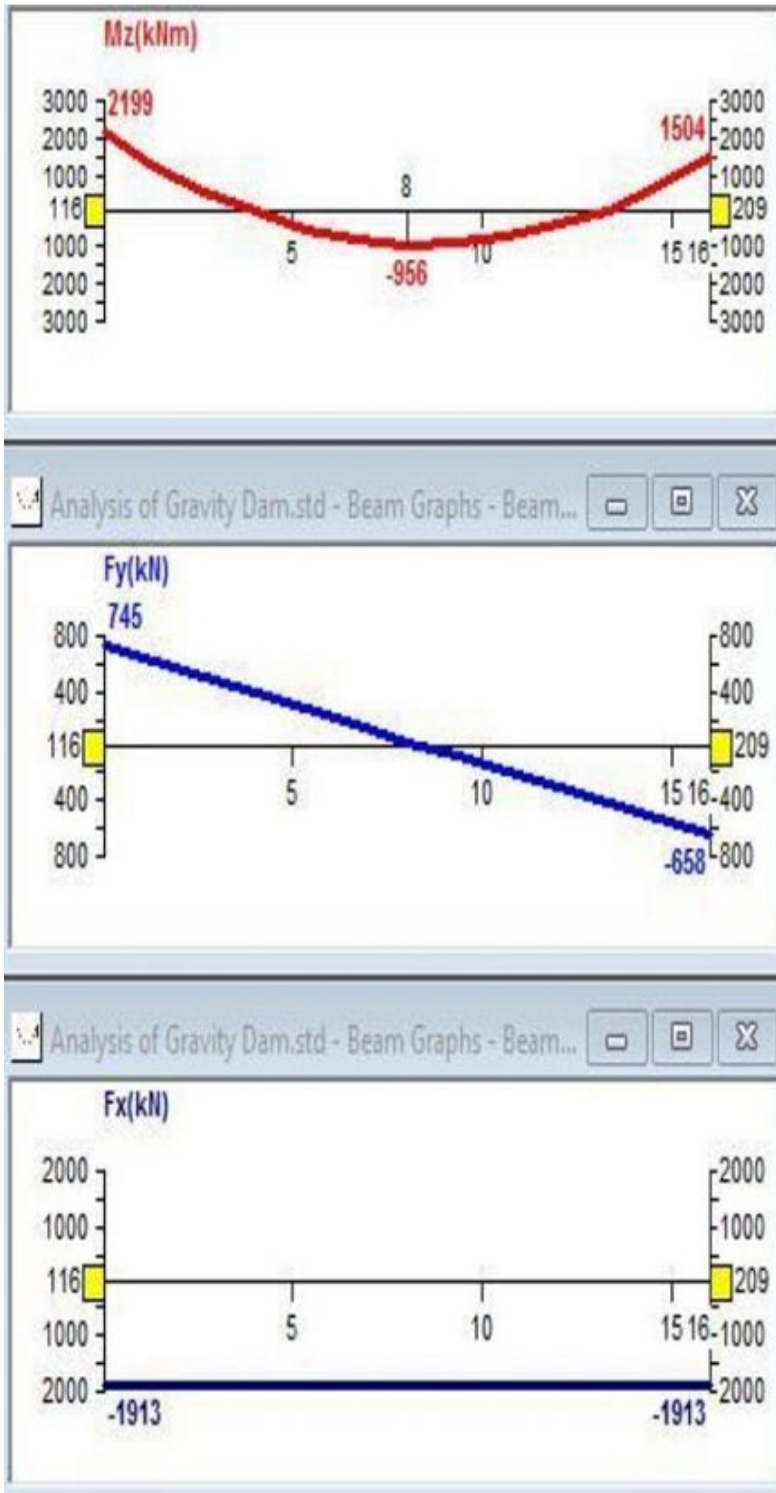 Mz(kNm)
3000 2199 3000
2000 1504 2000
1000 8 1000
116 209
1000 5 10 15 16 1000
-956
2000 2000
3000 3000
Analysis of Gravity Dam.std - Beam Graphs - Beam...
Fy(kN)
745
800 800
400 400
116 209
5 10 15 16
400 400
800 -658 800
Analysis of Gravity Dam.std - Beam Graphs - Beam...
Fx(kN)
2000 2000
1000 1000
116 209
5 10 15 16
1000 1000
2000 2000
-1913 -1913